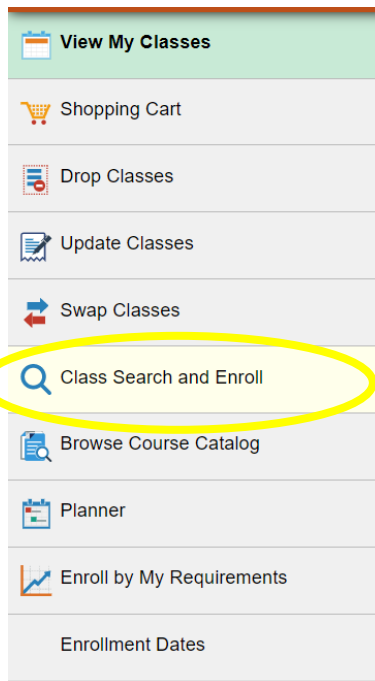 View My Classes
Shopping Cart
Drop Classes
Update Classes
Swap Classes
Class Search and Enroll
Browse Course Catalog
Planner
Enroll by My Requirements
Enrollment Dates